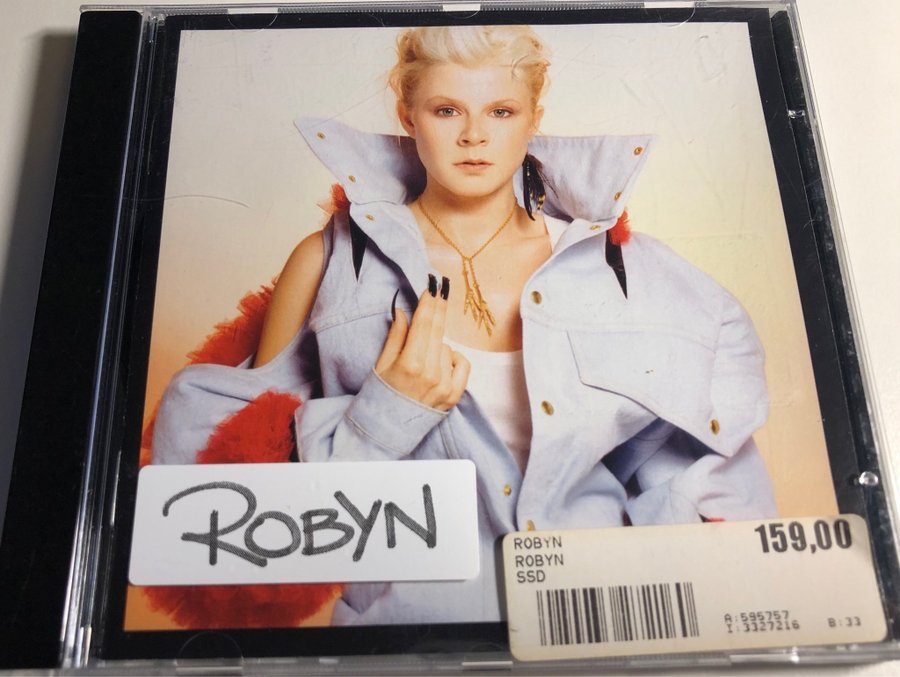 ROBYN
ROBYN
ROBYN
SSD
159,00
A:595757
I:3327216
B:33